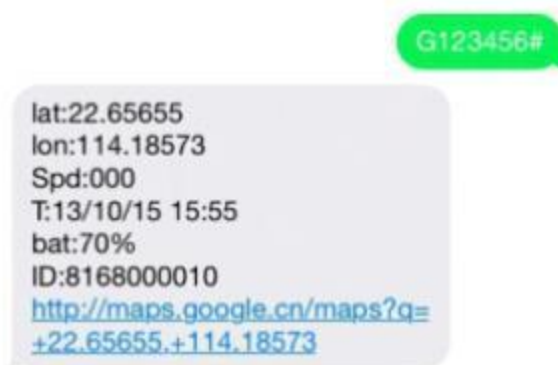 G123456#
lat:22.65655
lon:114.18573
Spd:000
T:13/10/15 15:55
bat:70%
ID:8168000010
http://maps.google.cn/maps?q=
+22.65655,+114.18573